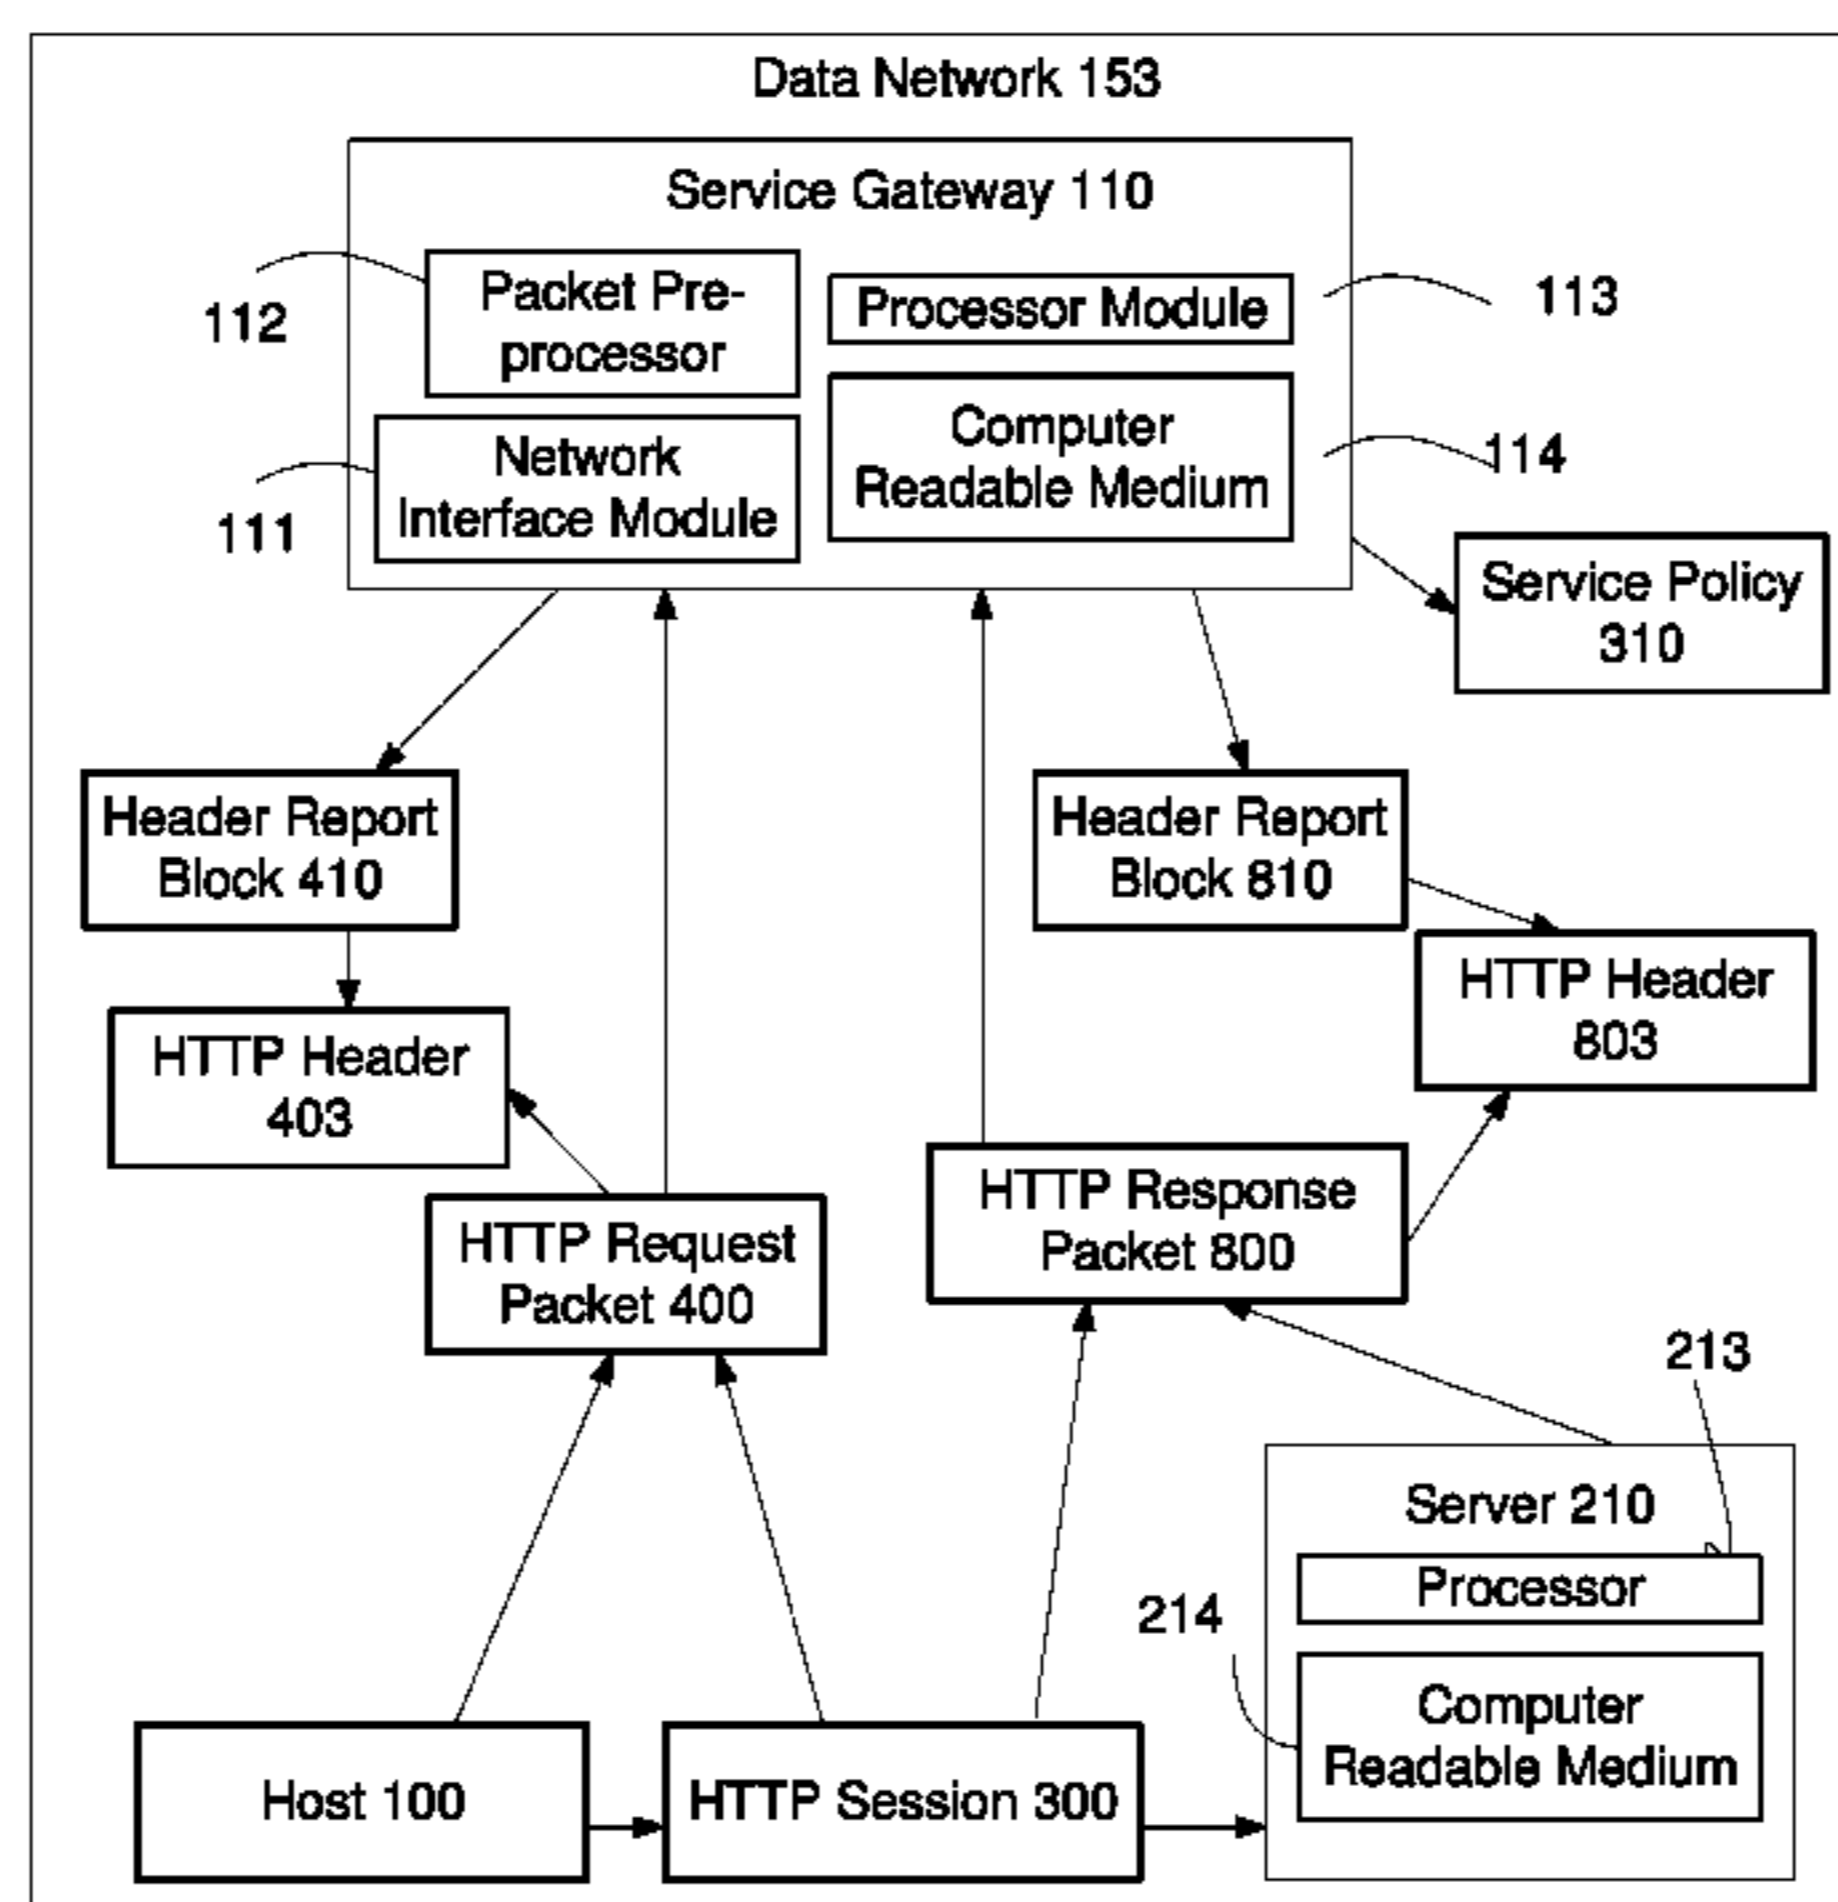 Data Network 153
Service Gateway 110
112
Packet Pre-
processor
Processor Module
113
111
Network
Interface Module
Computer
Readable Medium
114
Service Policy
310
Header Report
Block 410
Header Report
Block 810
HTTP Header
403
HTTP Header
803
HTTP Request
Packet 400
HTTP Response
Packet 800
213
Server 210
Processor
214
Computer
Readable Medium
Host 100
HTTP Session 300